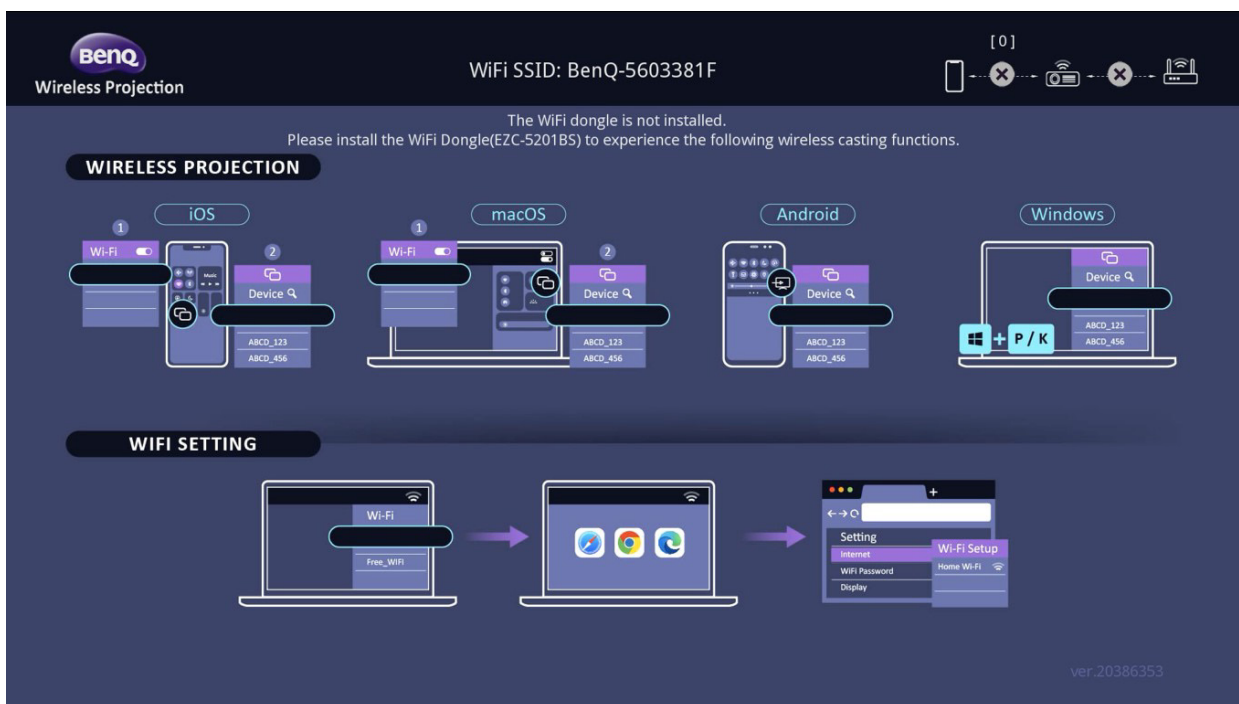 BenQ
Wireless Projection
WiFi SSID: BenQ-5603381F
[ 0 ]
The WiFi dongle is not installed.
Please install the WiFi Dongle(EZC-5201BS) to experience the following wireless casting functions.
WIRELESS PROJECTION
iOS
1
Wi-Fi
Music
2
Device
ABCD_123
ABCD_456
macOS
1
Wi-Fi
2
Device
ABCD_123
ABCD_456
Android
Device
ABCD_123
ABCD_456
Windows
Device
ABCD_123
ABCD_456
+ P / K
WIFI SETTING
Wi-Fi
Free_WIFI
+
Setting
Internet
WiFi Password
Display
Wi-Fi Setup
Home Wi-Fi
ver.20386353